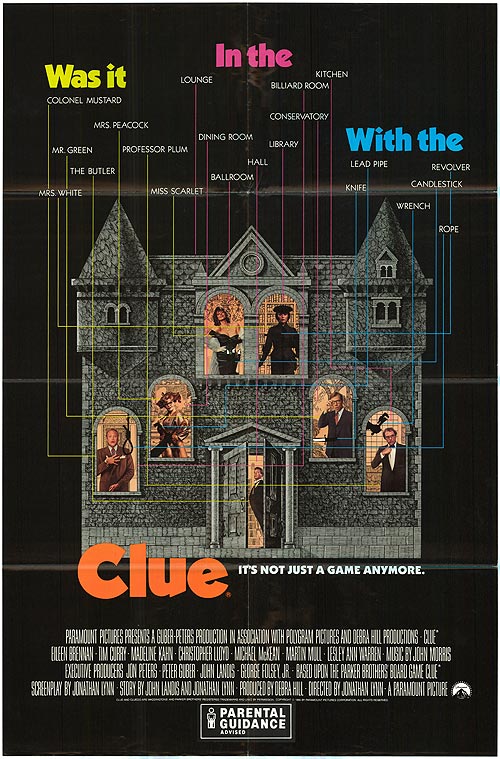 Was it
COLONEL MUSTARD
MRS. PEACOCK
MR. GREEN
PROFESSOR PLUM
THE BUTLER
MRS. WHITE
MISS SCARLET
In the
LOUNGE
KITCHEN
BILLIARD ROOM
CONSERVATORY
DINING ROOM
LIBRARY
HALL
BALLROOM
With the
LEAD PIPE
REVOLVER
KNIFE
CANDLESTICK
WRENCH
ROPE
Clue®
IT'S NOT JUST A GAME ANYMORE.
PARAMOUNT PICTURES PRESENTS A GUBER-PETERS PRODUCTION IN ASSOCIATION WITH POLYGRAM PICTURES AND DEBRA HILL PRODUCTIONS · CLUE™
EILEEN BRENNAN · TIM CURRY · MADELINE KAHN · CHRISTOPHER LLOYD · MICHAEL McKEAN · MARTIN MULL · LESLEY ANN WARREN · MUSIC BY JOHN MORRIS
EXECUTIVE PRODUCERS JON PETERS · PETER GUBER · JOHN LANDIS · GEORGE FOLSEY JR. · BASED UPON THE PARKER BROTHERS BOARD GAME CLUE®
SCREENPLAY BY JONATHAN LYNN · STORY BY JOHN LANDIS AND JONATHAN LYNN · PRODUCED BY DEBRA HILL · DIRECTED BY JONATHAN LYNN · A PARAMOUNT PICTURE
PARENTAL
GUIDANCE
ADVISED